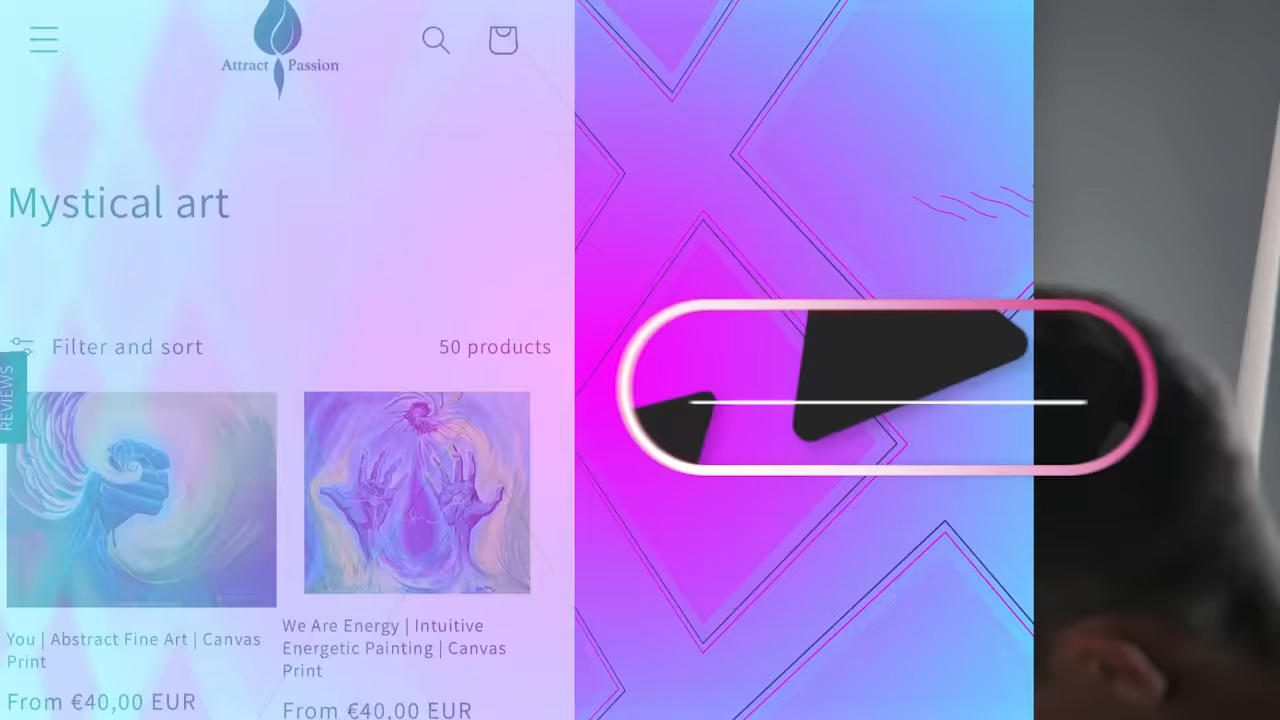 Attract Passion
Mystical art
Filter and sort
50 products
REVIEWS
You | Abstract Fine Art | Canvas
Print
From €40,00 EUR
We Are Energy | Intuitive
Energetic Painting | Canvas
Print
From €40,00 EUR